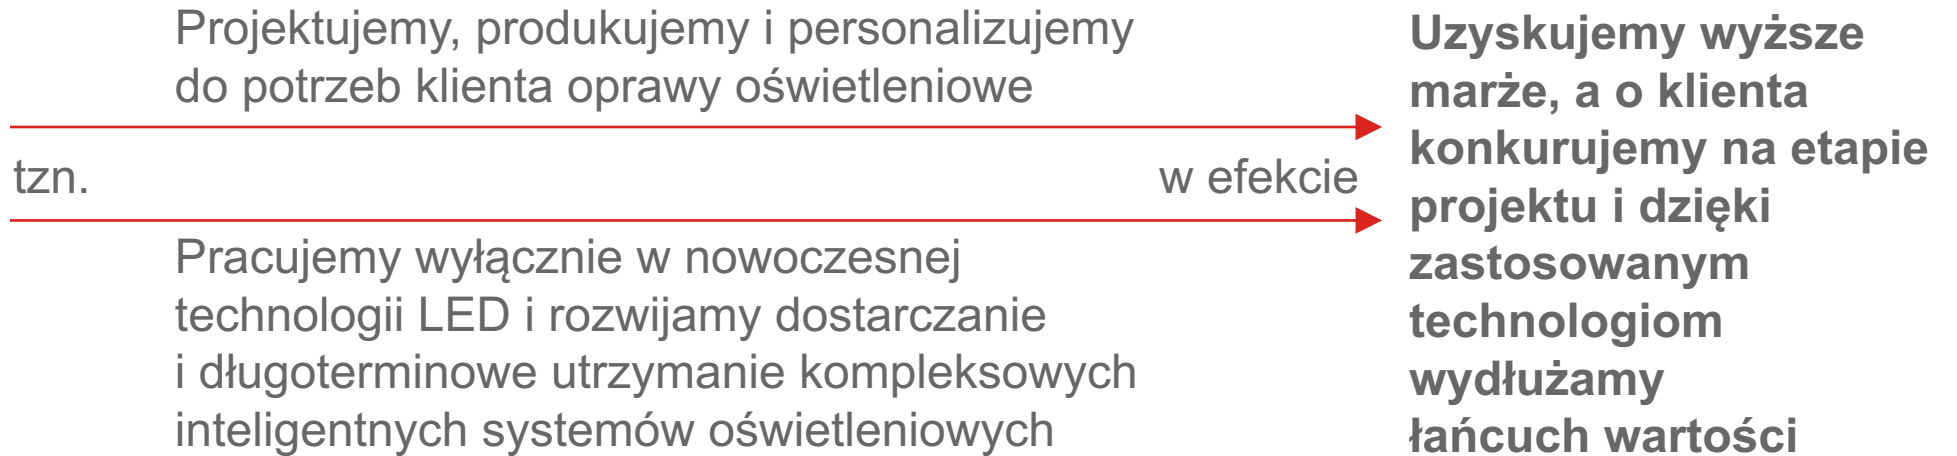 Projektujemy, produkujemy i personalizujemy
do potrzeb klienta oprawy oświetleniowe
tzn.
w efekcie
Pracujemy wyłącznie w nowoczesnej
technologii LED i rozwijamy dostarczanie
i długoterminowe utrzymanie kompleksowych
inteligentnych systemów oświetleniowych
Uzyskujemy wyższe
marże, a o klienta
konkurujemy na etapie
projektu i dzięki
zastosowanym
technologiom
wydłużamy
łańcuch wartości